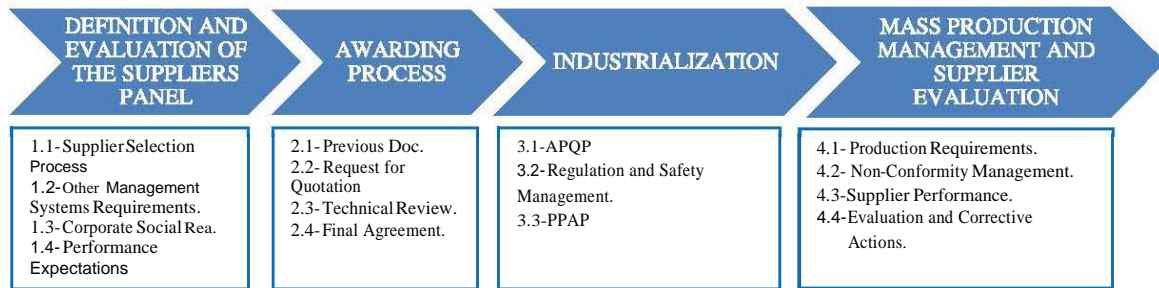 DEFINITION AND
EVALUATION OF
THE SUPPLIERS
PANEL
AWARDING
PROCESS
INDUSTRIALIZATION
MASS PRODUCTION
MANAGEMENT AND
SUPPLIER
EVALUATION
1.1- Supplier Selection
Process
1.2- Other Management
Systems Requirements.
1.3- Corporate Social Rea.
1.4- Performance
Expectations
2.1- Previous Doc.
2.2- Request for
Quotation
2.3- Technical Review.
2.4- Final Agreement.
3.1-APQP
3.2- Regulation and Safety
Management.
3.3-PPAP
4.1- Production Requirements.
4.2- Non-Conformity Management.
4.3-Supplier Performance.
4.4-Evaluation and Corrective
Actions.